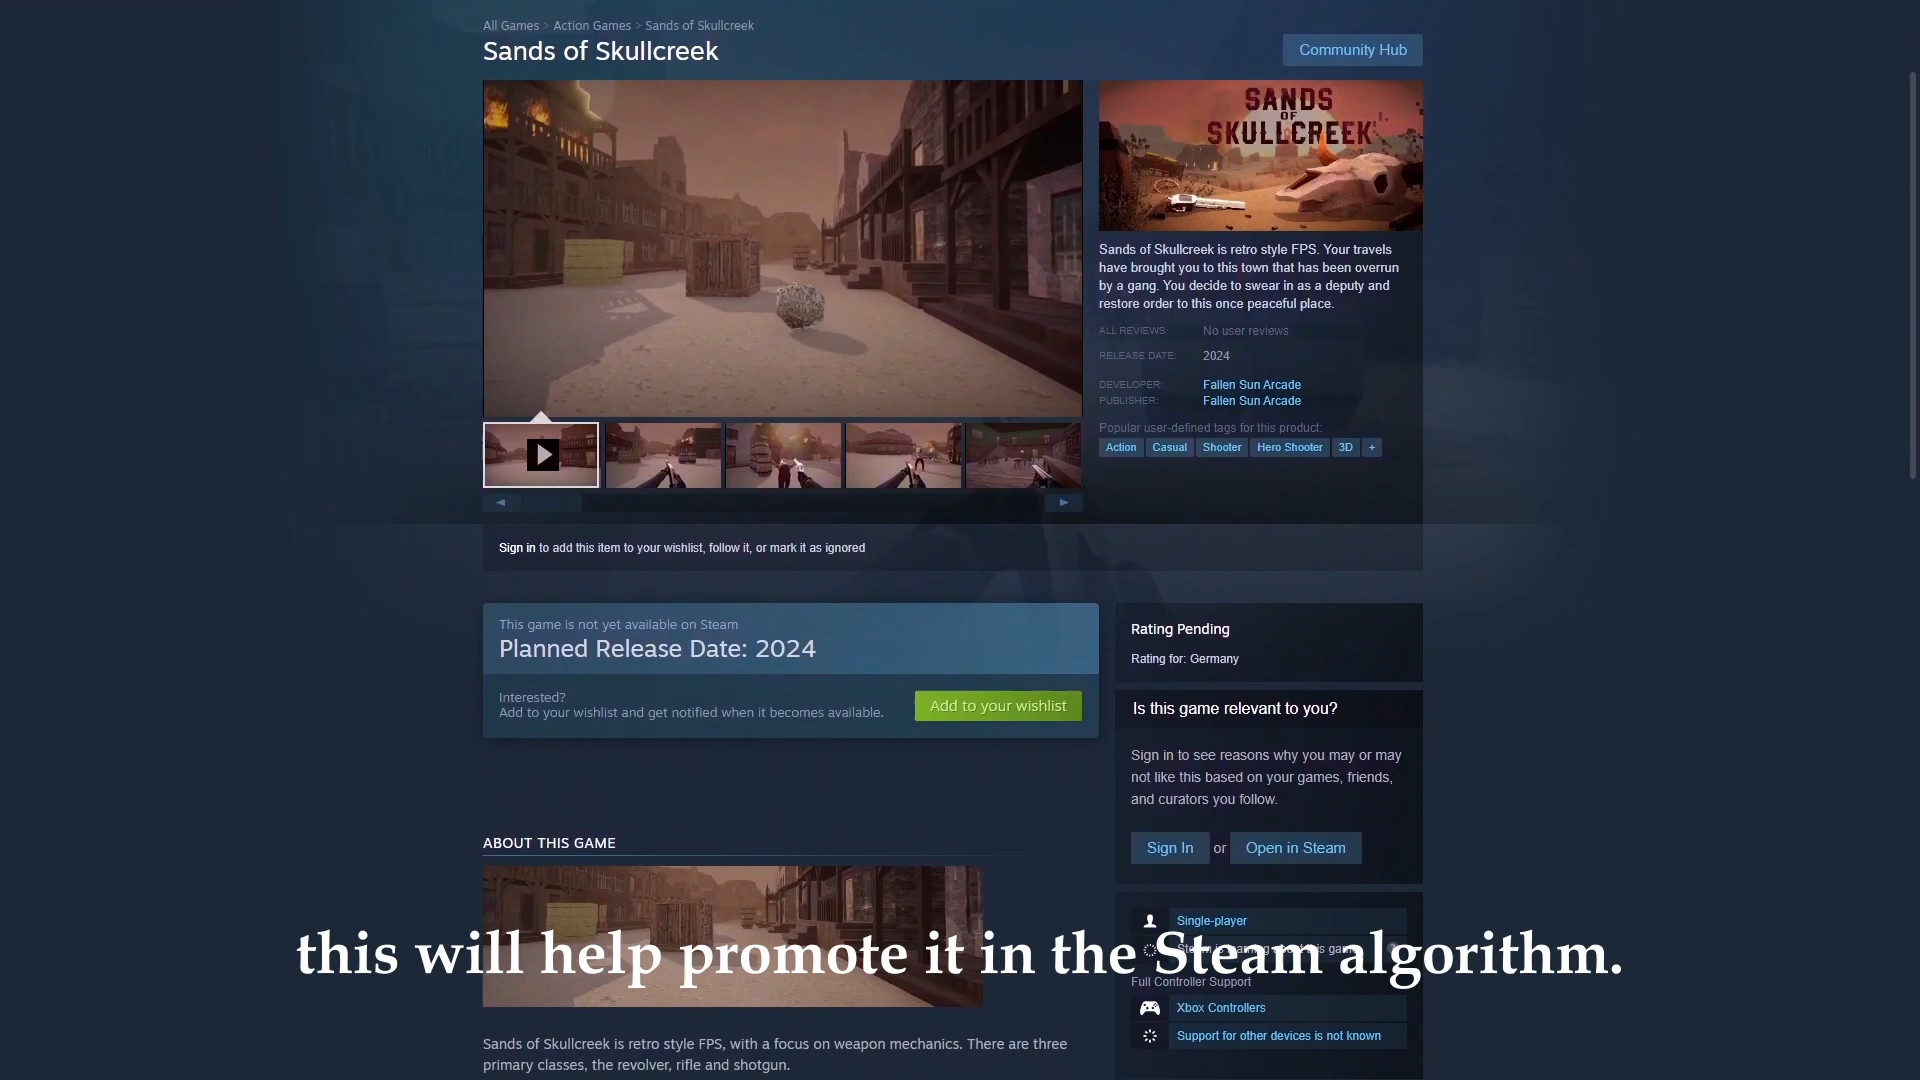 All Games > Action Games > Sands of Skullcreek
Sands of Skullcreek
Community Hub
SANDS
OF
SKULLCREEK
Sands of Skullcreek is retro style FPS. Your travels
have brought you to this town that has been overrun
by a gang. You decide to swear in as a deputy and
restore order to this once peaceful place.
ALL REVIEWS: No user reviews
RELEASE DATE: 2024
DEVELOPER: Fallen Sun Arcade
PUBLISHER: Fallen Sun Arcade
Popular user-defined tags for this product:
Action Casual Shooter Hero Shooter 3D +
Sign in to add this item to your wishlist, follow it, or mark it as ignored
This game is not yet available on Steam
Planned Release Date: 2024
Interested?
Add to your wishlist and get notified when it becomes available.
Add to your wishlist
Rating Pending
Rating for: Germany
Is this game relevant to you?
Sign in to see reasons why you may or may
not like this based on your games, friends,
and curators you follow.
Sign In or Open in Steam
ABOUT THIS GAME
Single-player
this will help promote it in the Steam algorithm.
Full Controller Support
Xbox Controllers
Support for other devices is not known
Sands of Skullcreek is retro style FPS, with a focus on weapon mechanics. There are three
primary classes, the revolver, rifle and shotgun.